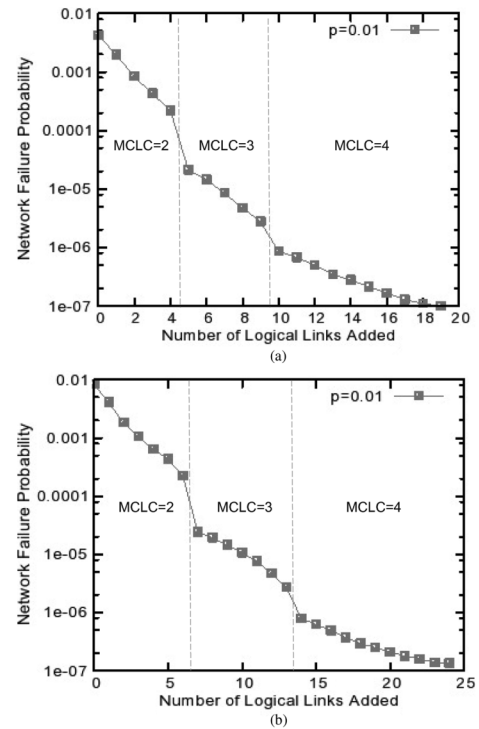 0.01
p=0.01
0.001
0.0001
MCLC=2 MCLC=3 MCLC=4
1e-05
1e-06
1e-07
Network Failure Probability
0 2 4 6 8 10 12 14 16 18 20
Number of Logical Links Added
(a)
0.01
p=0.01
0.001
0.0001
MCLC=2 MCLC=3 MCLC=4
1e-05
1e-06
1e-07
Network Failure Probability
0 5 10 15 20 25
Number of Logical Links Added
(b)